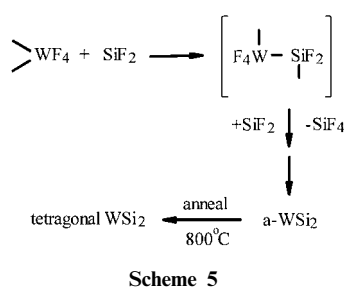 WF4 + SiF2
F4W – SiF2
+SiF2 -SiF4
anneal
tetragonal WSi2
a-WSi2
800°C
Scheme 5